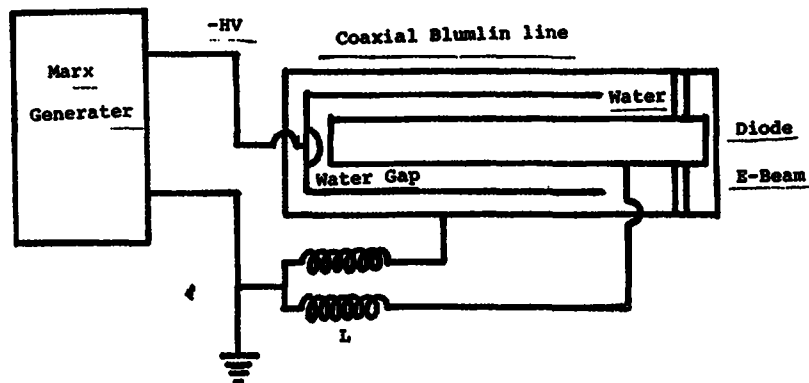 -HV
Coaxial Blumlin line
Marx
Generater
Water
Diode
Water Gap
E-Beam
L